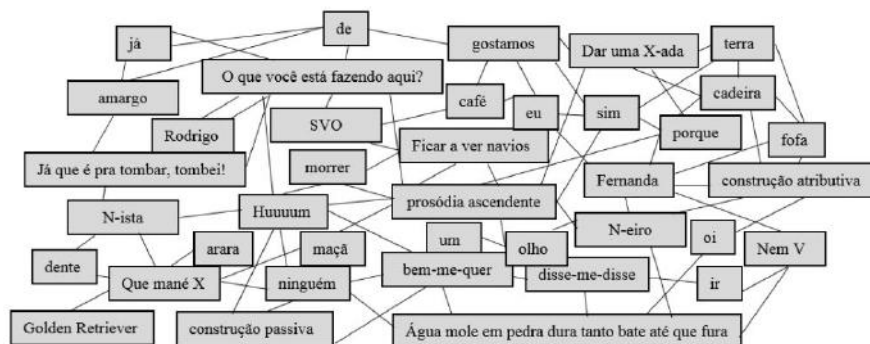 já
de
gostamos
Dar uma X-ada
terra
O que você está fazendo aqui?
amargo
café
eu
sim
cadeira
Rodrigo
SVO
porque
fofa
Ficar a ver navios
Já que é pra tombar, tombei!
morrer
Fernanda
construção atributiva
N-ista
Huuuum
prosódia ascendente
N-eiro
oi
Nem V
arara
maçã
um
olho
dente
Que mané X
ninguém
bem-me-quer
disse-me-disse
ir
Golden Retriever
construção passiva
Água mole em pedra dura tanto bate até que fura